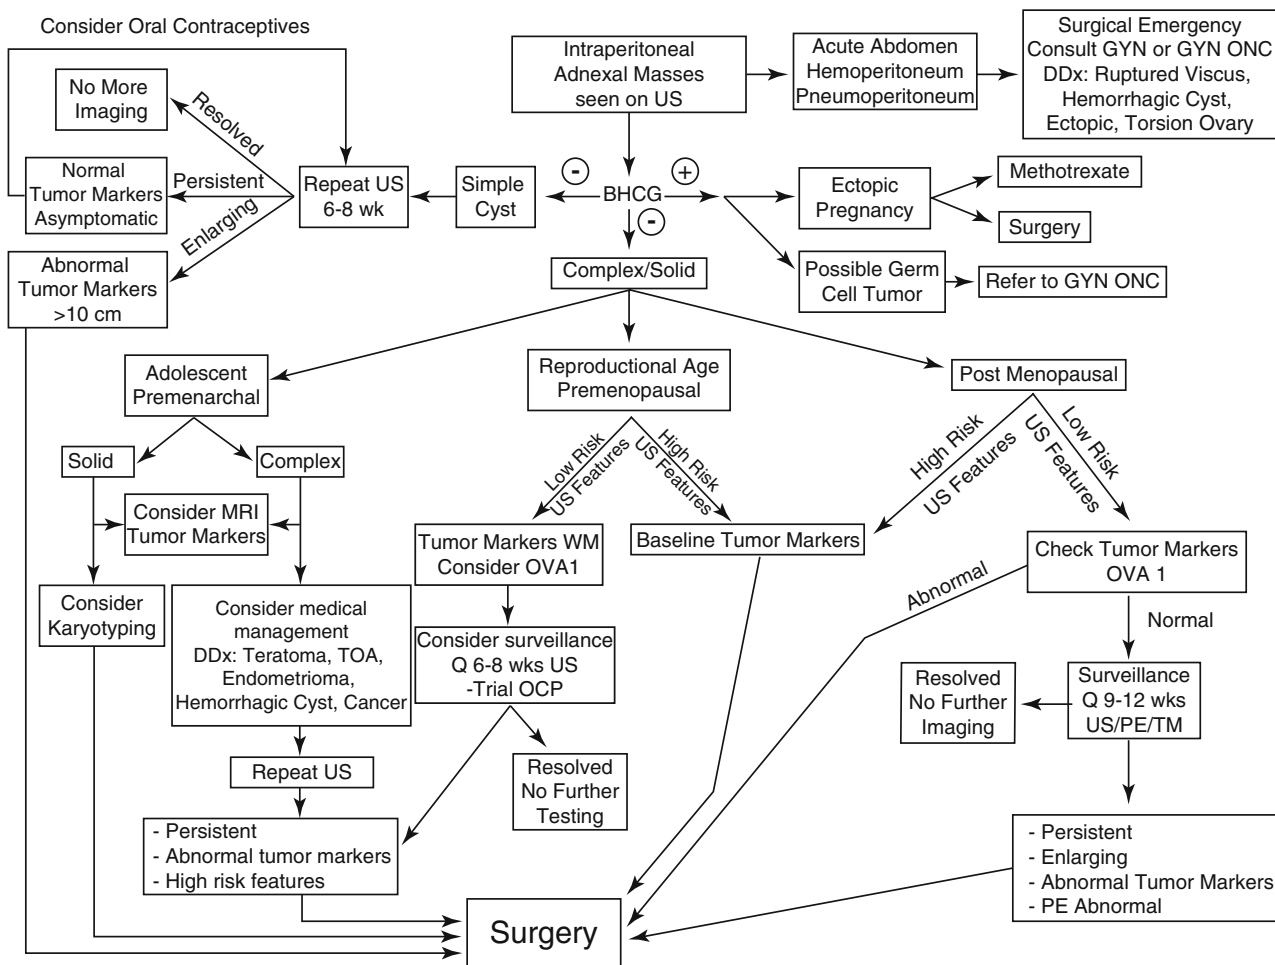 Consider Oral Contraceptives
Intraperitoneal
Adnexal Masses
seen on US
Acute Abdomen
Hemoperitoneum
Pneumoperitoneum
Surgical Emergency
Consult GYN or GYN ONC
DDx: Ruptured Viscus,
Hemorrhagic Cyst,
Ectopic, Torsion Ovary
No More
Imaging
Resolved
Normal
Tumor Markers
Asymptomatic
Persistent
Enlarging
Abnormal
Tumor Markers
>10 cm
Repeat US
6-8 wk
Simple
Cyst
-
BHCG
+
-
Ectopic
Pregnancy
Methotrexate
Surgery
Possible Germ
Cell Tumor
Refer to GYN ONC
Complex/Solid
Adolescent
Premenarchal
Reproductional Age
Premenopausal
Post Menopausal
Solid
Complex
Consider MRI
Tumor Markers
Low Risk
US Features
High Risk
US Features
High Risk
US Features
Low Risk
US Features
Tumor Markers WM
Consider OVA1
Baseline Tumor Markers
Check Tumor Markers
OVA 1
Abnormal
Normal
Consider
Karyotyping
Consider medical
management
DDx: Teratoma, TOA,
Endometrioma,
Hemorrhagic Cyst, Cancer
Consider surveillance
Q 6-8 wks US
-Trial OCP
Resolved
No Further
Imaging
Surveillance
Q 9-12 wks
US/PE/TM
Repeat US
Resolved
No Further
Testing
- Persistent
- Abnormal tumor markers
- High risk features
- Persistent
- Enlarging
- Abnormal Tumor Markers
- PE Abnormal
Surgery